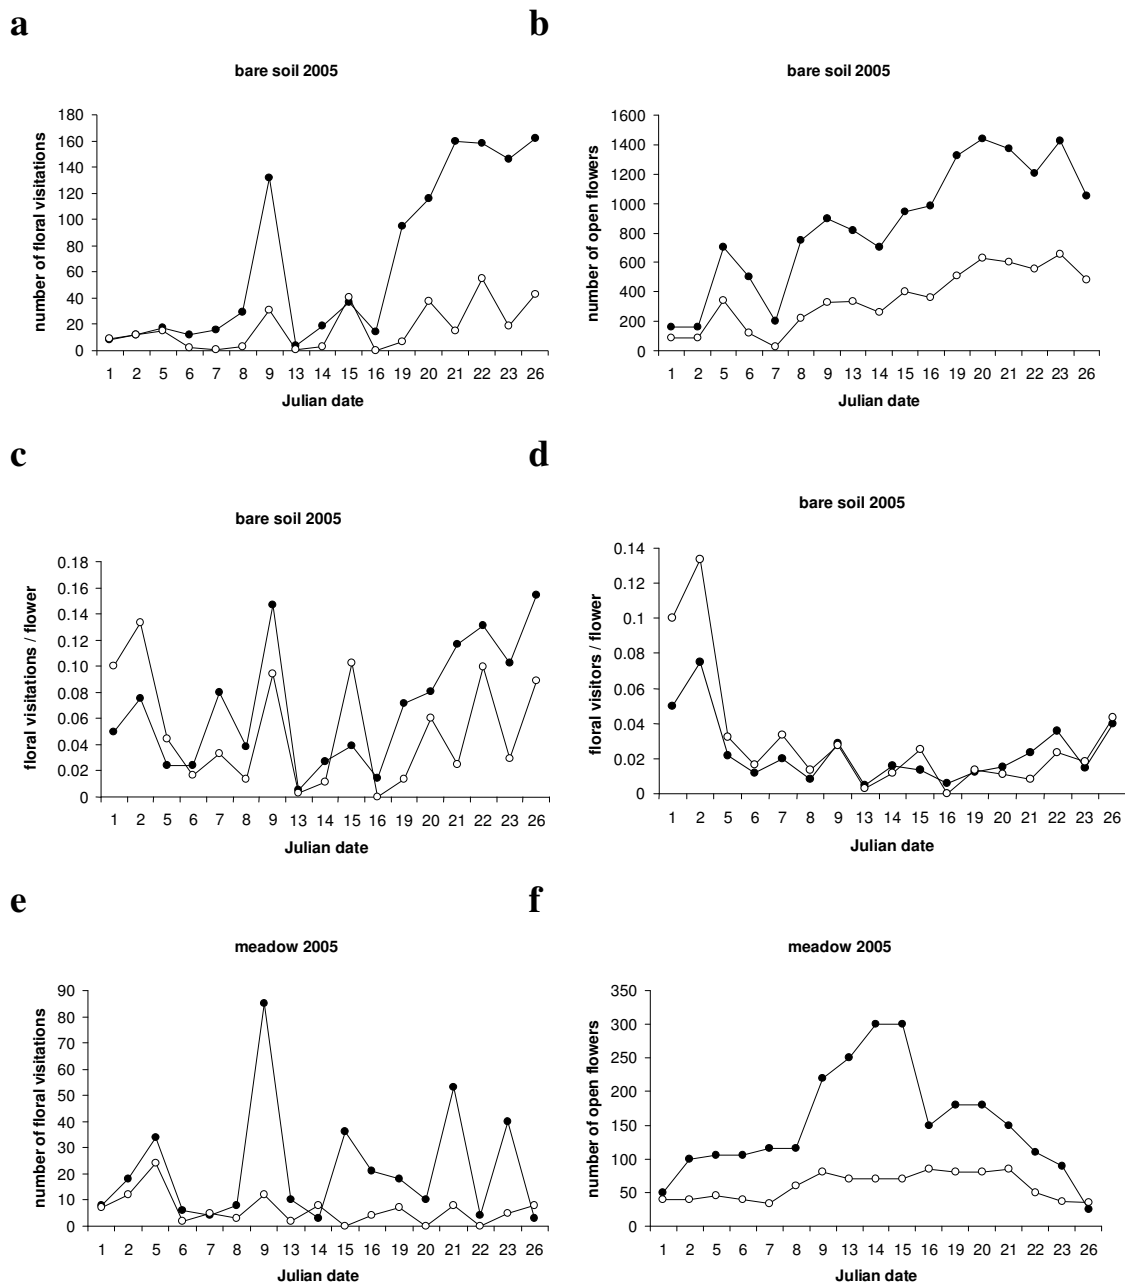 a
bare soil 2005
number of floral visitations
180
160
140
120
100
80
60
40
20
0
1 2 5 6 7 8 9 13 14 15 16 19 20 21 22 23 26
Julian date
b
bare soil 2005
number of open flowers
1600
1400
1200
1000
800
600
400
200
0
1 2 5 6 7 8 9 13 14 15 16 19 20 21 22 23 26
Julian date
c
bare soil 2005
floral visitations / flower
0.18
0.16
0.14
0.12
0.10
0.08
0.06
0.04
0.02
0
1 2 5 6 7 8 9 13 14 15 16 19 20 21 22 23 26
Julian date
d
bare soil 2005
floral visitors / flower
0.14
0.12
0.1
0.08
0.06
0.04
0.02
0
1 2 5 6 7 8 9 13 14 15 16 19 20 21 22 23 26
Julian date
e
meadow 2005
number of floral visitations
90
80
70
60
50
40
30
20
10
0
1 2 5 6 7 8 9 13 14 15 16 19 20 21 22 23 26
Julian date
f
meadow 2005
number of open flowers
350
300
250
200
150
100
50
0
1 2 5 6 7 8 9 13 14 15 16 19 20 21 22 23 26
Julian date